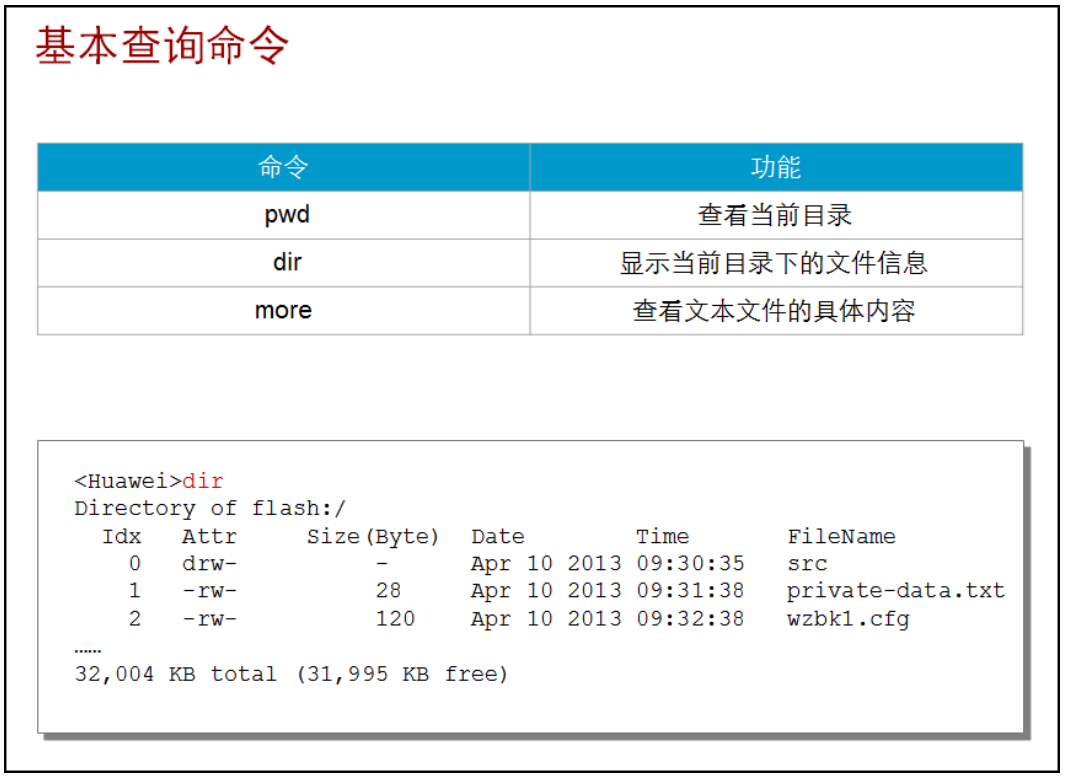 基本查询命令
命令 功能
pwd 查看当前目录
dir 显示当前目录下的文件信息
more 查看文本文件的具体内容
<Huawei>dir
Directory of flash:/
Idx Attr Size(Byte) Date Time FileName
0 drw- - Apr 10 2013 09:30:35 src
1 -rw- 28 Apr 10 2013 09:31:38 private-data.txt
2 -rw- 120 Apr 10 2013 09:32:38 wzbk1.cfg
……
32,004 KB total (31,995 KB free)